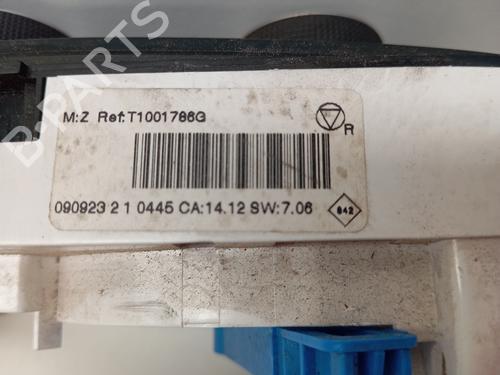 B-PARTS
M:Z Ref:T1001786G
R
090923 2 1 0445 CA:14.12 SW:7.06
842